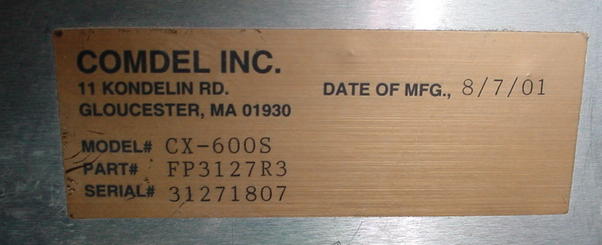 COMDEL INC.
11 KONDELIN RD.
GLOUCESTER, MA 01930
DATE OF MFG., 8/7/01
MODEL# CX-600S
PART# FP3127R3
SERIAL# 31271807